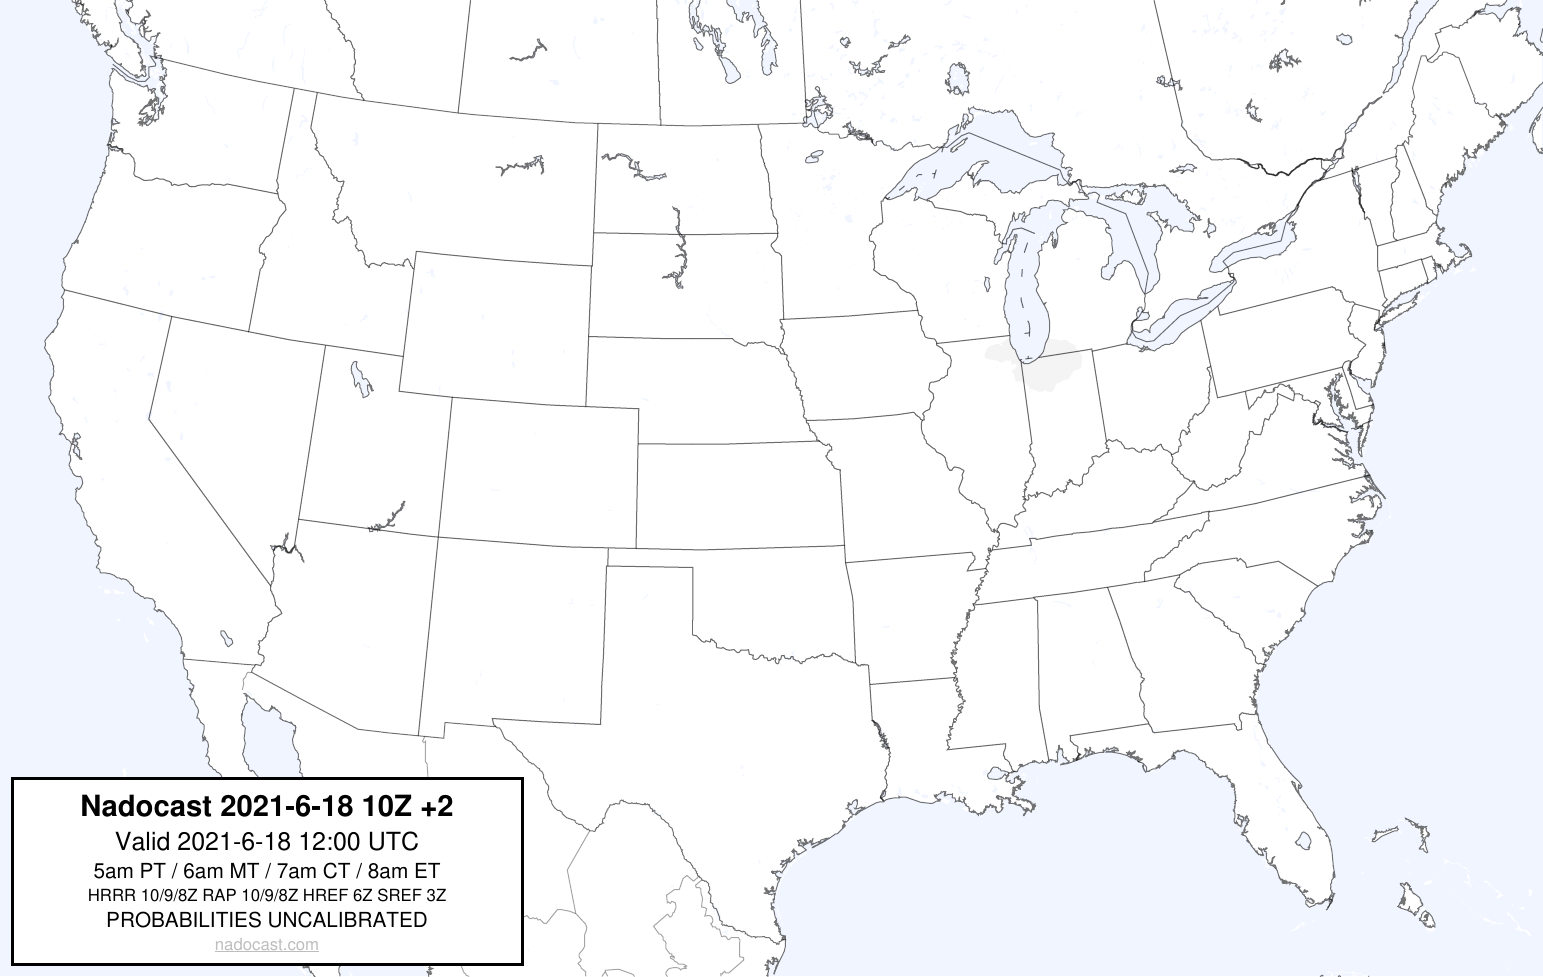 Nadocast 2021-6-18 10Z +2
Valid 2021-6-18 12:00 UTC
5am PT / 6am MT / 7am CT / 8am ET
HRRR 10/9/8Z RAP 10/9/8Z HREF 6Z SREF 3Z
PROBABILITIES UNCALIBRATED
nadocast.com